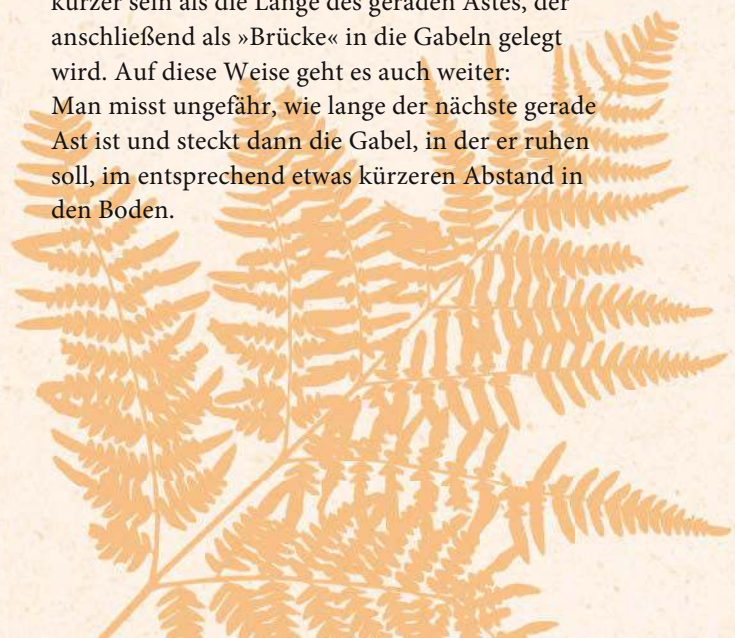 kürzer sein als die Länge des geraden Astes, der
anschließend als »Brücke« in die Gabeln gelegt
wird. Auf diese Weise geht es auch weiter:
Man misst ungefähr, wie lange der nächste gerade
Ast ist und steckt dann die Gabel, in der er ruhen
soll, im entsprechend etwas kürzeren Abstand in
den Boden.